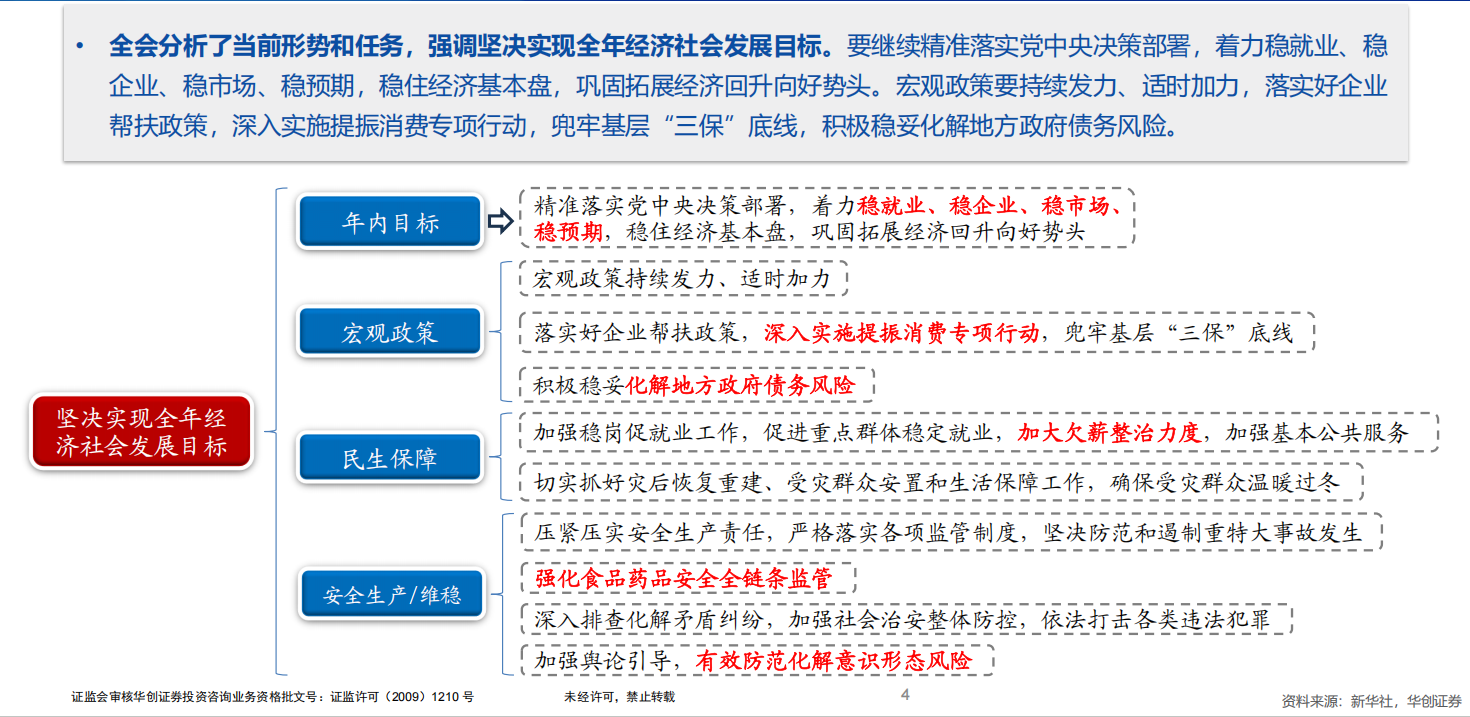 • 全会分析了当前形势和任务，强调坚决实现全年经济社会发展目标。要继续精准落实党中央决策部署，着力稳就业、稳
企业、稳市场、稳预期，稳住经济基本盘，巩固拓展经济回升向好势头。宏观政策要持续发力、适时加力，落实好企业
帮扶政策，深入实施提振消费专项行动，兜牢基层“三保”底线，积极稳妥化解地方政府债务风险。
坚决实现全年经
济社会发展目标
年内目标
精准落实党中央决策部署，着力稳就业、稳企业、稳市场、
稳预期，稳住经济基本盘，巩固拓展经济回升向好势头
宏观政策
宏观政策持续发力、适时加力
落实好企业帮扶政策，深入实施提振消费专项行动，兜牢基层“三保”底线
积极稳妥化解地方政府债务风险
民生保障
加强稳岗促就业工作，促进重点群体稳定就业，加大欠薪整治力度，加强基本公共服务
切实抓好灾后恢复重建、受灾群众安置和生活保障工作，确保受灾群众温暖过冬
安全生产/维稳
压紧压实安全生产责任，严格落实各项监管制度，坚决防范和遏制重特大事故发生
强化食品药品安全全链条监管
深入排查化解矛盾纠纷，加强社会治安整体防控，依法打击各类违法犯罪
加强舆论引导，有效防范化解意识形态风险
证监会审核华创证券投资咨询业务资格批文号：证监许可（2009）1210 号
未经许可，禁止转载
4
资料来源：新华社，华创证券